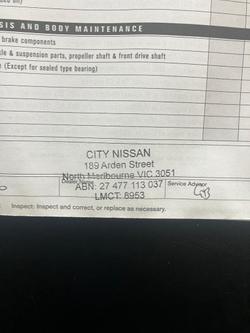 SIS AND BODY MAINTENANCE
brake components
le & suspension parts, propeller shaft & front drive shaft
(Except for sealed type bearing)
CITY NISSAN
189 Arden Street
North Melbourne VIC 3051
ABN: 27 477 113 037
Service Advisor
LMCT: 8953
Inspect: Inspect and correct, or replace as necessary.